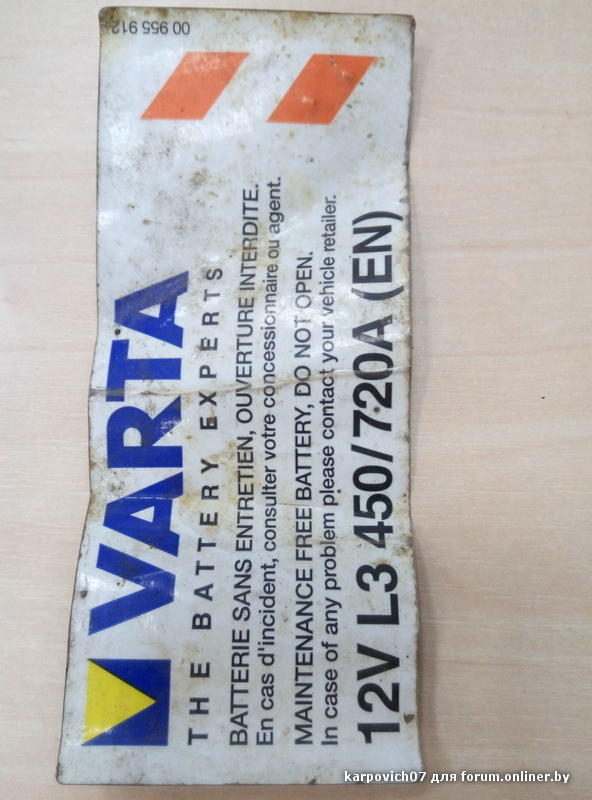 VARTA
THE BATTERY EXPERTS
BATTERIE SANS ENTRETIEN, OUVERTURE INTERDITE.
En cas d'incident, consulter votre concessionnaire ou agent.
MAINTENANCE FREE BATTERY, DO NOT OPEN.
In case of any problem please contact your vehicle retailer.
12V L3 450/720A (EN)
00 955 912
karpovich07 для forum.onliner.by